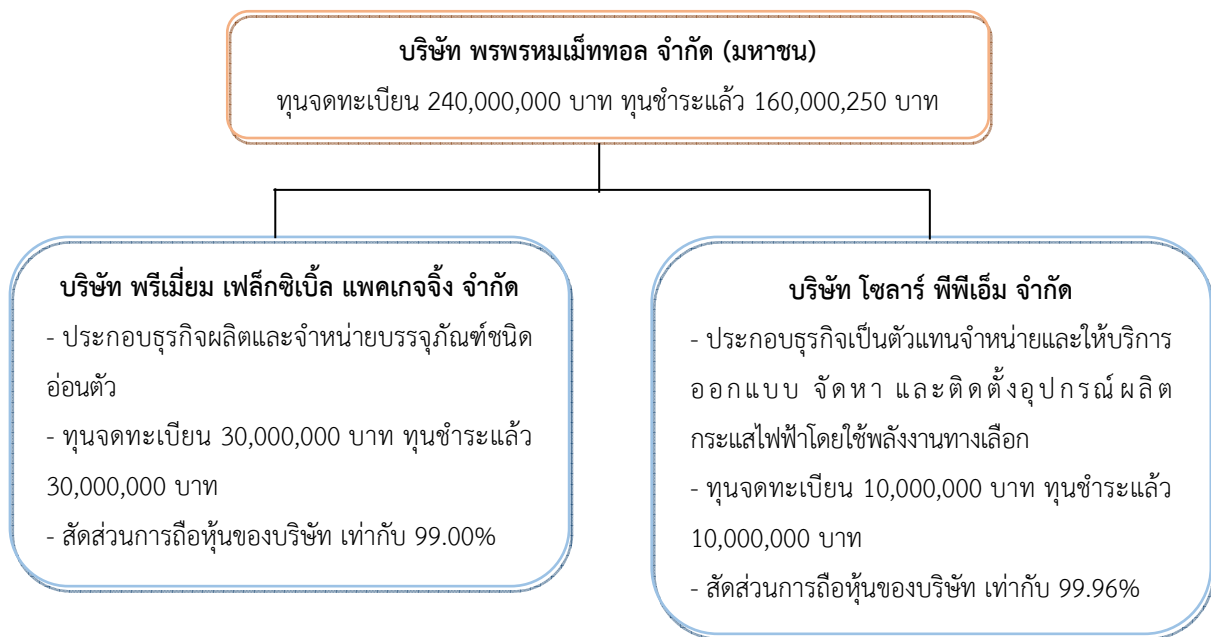 บริษัท พรพรหมเม็ททอล จำกัด (มหาชน)
ทุนจดทะเบียน 240,000,000 บาท ทุนชำระแล้ว 160,000,250 บาท
บริษัท พรีเมี่ยม เฟล็กซิเบิ้ล แพคเกจจิ้ง จำกัด
- ประกอบธุรกิจผลิตและจำหน่ายบรรจุภัณฑ์ชนิด
อ่อนตัว
- ทุนจดทะเบียน 30,000,000 บาท ทุนชำระแล้ว
30,000,000 บาท
- สัดส่วนการถือหุ้นของบริษัท เท่ากับ 99.00%
บริษัท โซลาร์ พีพีเอ็ม จำกัด
- ประกอบธุรกิจเป็นตัวแทนจำหน่ายและให้บริการ
ออกแบบ จัดหา และติดตั้งอุปกรณ์ผลิต
กระแสไฟฟ้าโดยใช้พลังงานทางเลือก
- ทุนจดทะเบียน 10,000,000 บาท ทุนชำระแล้ว
10,000,000 บาท
- สัดส่วนการถือหุ้นของบริษัท เท่ากับ 99.96%